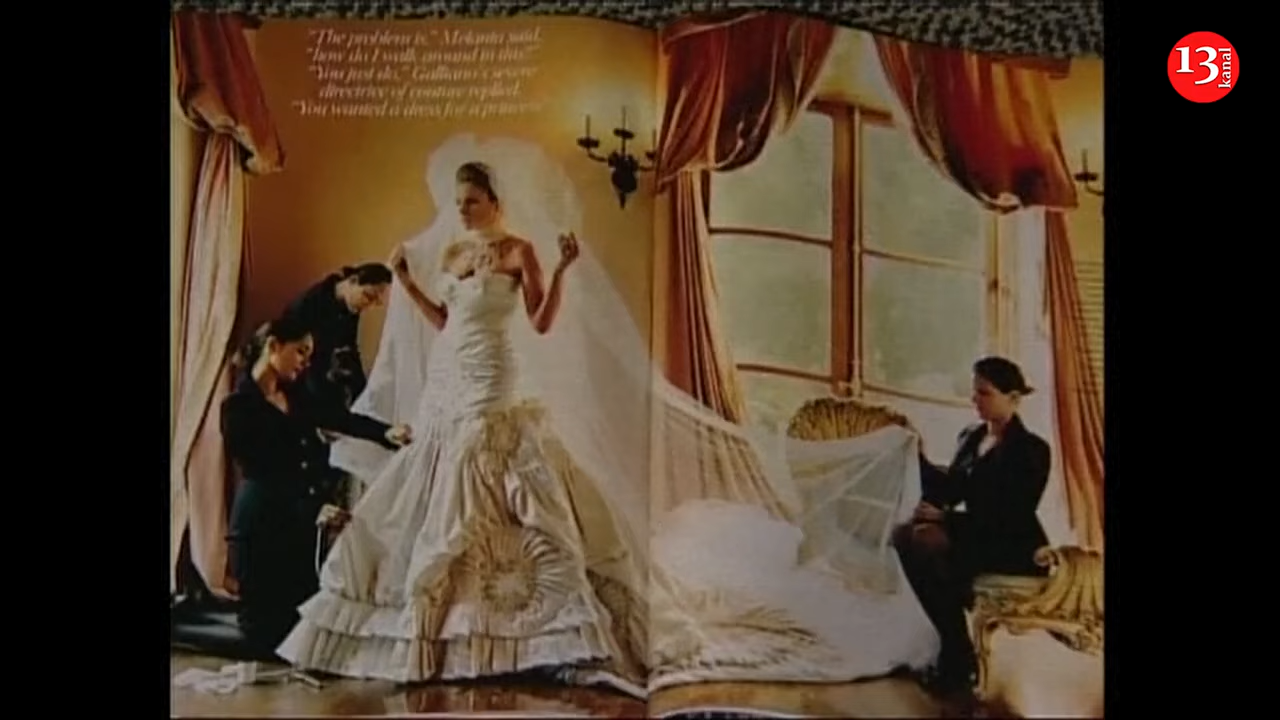 "The problem is," Melania said,
"how do I walk around in this?"
"You just do," Galliano's severe
directrice of couture replied.
"You wanted a dress for a princess
13
kanal